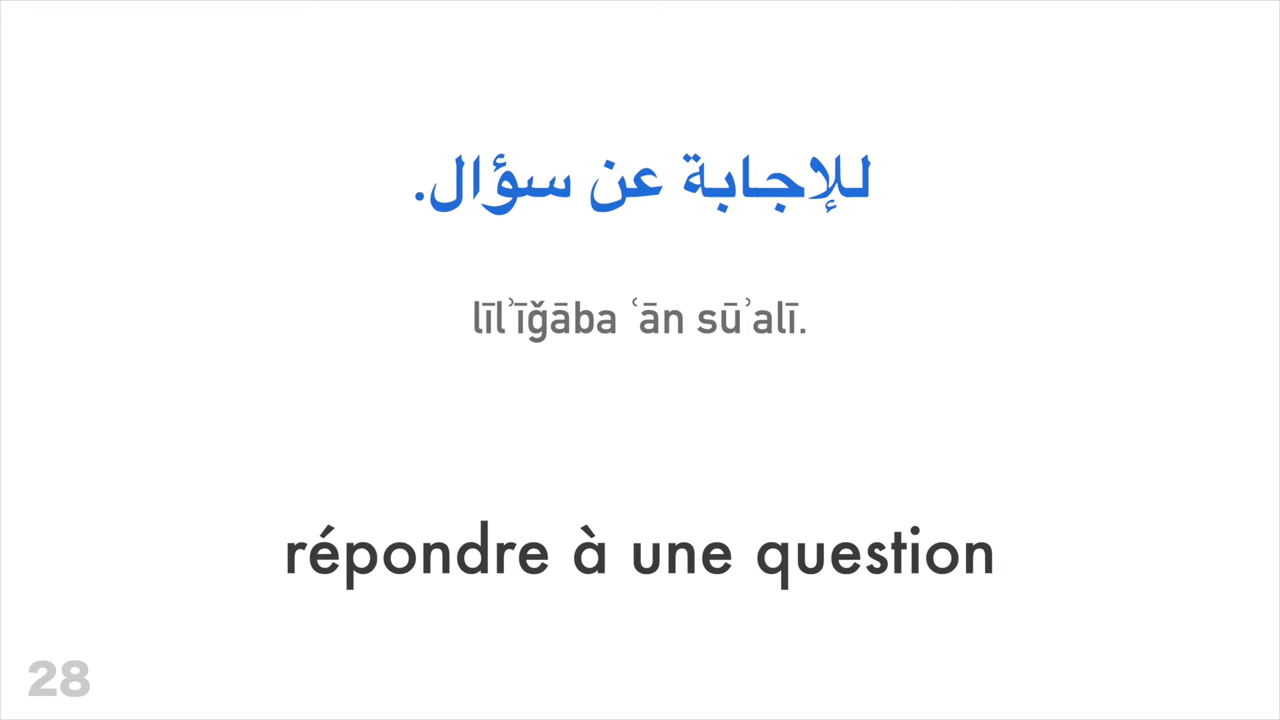 للإجابة عن سؤال.
līlʾīǧāba ʿān sūʾalī.
répondre à une question
28